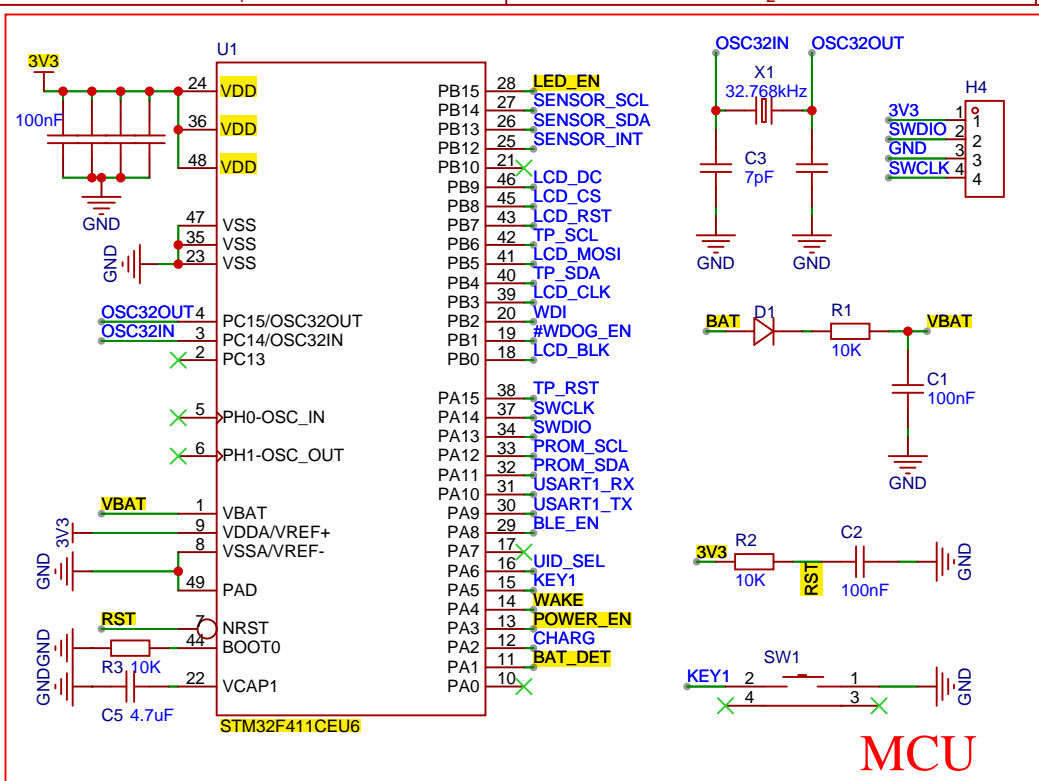 U1
3V3
100nF
GND
24 VDD
36 VDD
48 VDD
47 VSS
35 VSS
23 VSS
GND
OSC32OUT 4 PC15/OSC32OUT
OSC32IN 3 PC14/OSC32IN
2 PC13
5 PH0-OSC_IN
6 PH1-OSC_OUT
VBAT 1 VBAT
3V3 9 VDDA/VREF+
8 VSSA/VREF-
GND
49 PAD
RST 7 NRST
GND 44 BOOT0
R3 10K
GND 22 VCAP1
C5 4.7uF
STM32F411CEU6
PB15 28 LED_EN
PB14 27 SENSOR_SCL
PB13 26 SENSOR_SDA
PB12 25 SENSOR_INT
PB10 21
PB9 46 LCD_DC
PB8 45 LCD_CS
PB7 43 LCD_RST
PB6 42 TP_SCL
PB5 41 LCD_MOSI
PB4 40 TP_SDA
PB3 39 LCD_CLK
PB2 20 WDI
PB1 19 #WDOG_EN
PB0 18 LCD_BLK
PA15 38 TP_RST
PA14 37 SWCLK
PA13 34 SWDIO
PA12 33 PROM_SCL
PA11 32 PROM_SDA
PA10 31 USART1_RX
PA9 30 USART1_TX
PA8 29 BLE_EN
PA7 17
PA6 16 UID_SEL
PA5 15 KEY1
PA4 14 WAKE
PA3 13 POWER_EN
PA2 12 CHARG
PA1 11 BAT_DET
PA0 10
OSC32IN OSC32OUT
X1
32.768kHz
C3
7pF
GND GND
H4
3V3 1 1
SWDIO 2 2
GND 3 3
SWCLK 4 4
BAT D1 R1 VBAT
10K
C1
100nF
GND
3V3 R2 C2 GND
10K RST 100nF
SW1
KEY1 2 1 GND
4 3
MCU